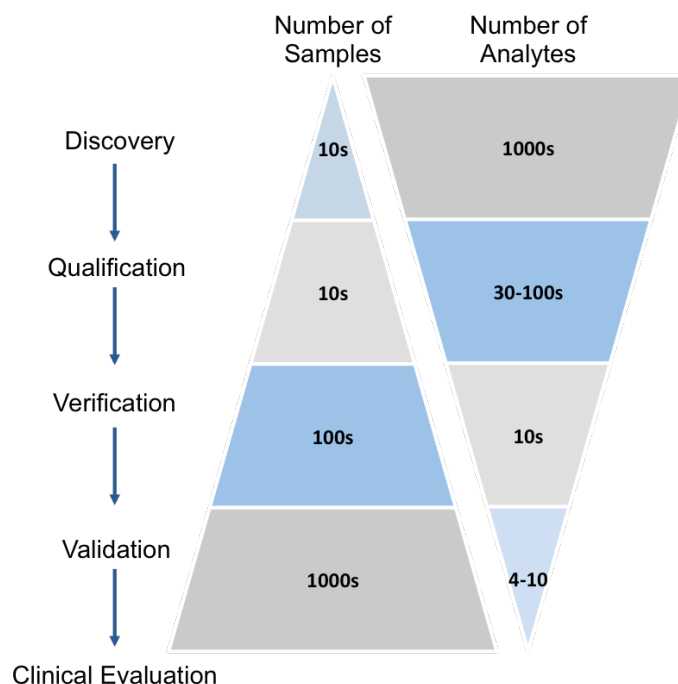 Number of
Samples
Number of
Analytes
Discovery
10s
1000s
Qualification
10s
30-100s
Verification
100s
10s
Validation
1000s
4-10
Clinical Evaluation